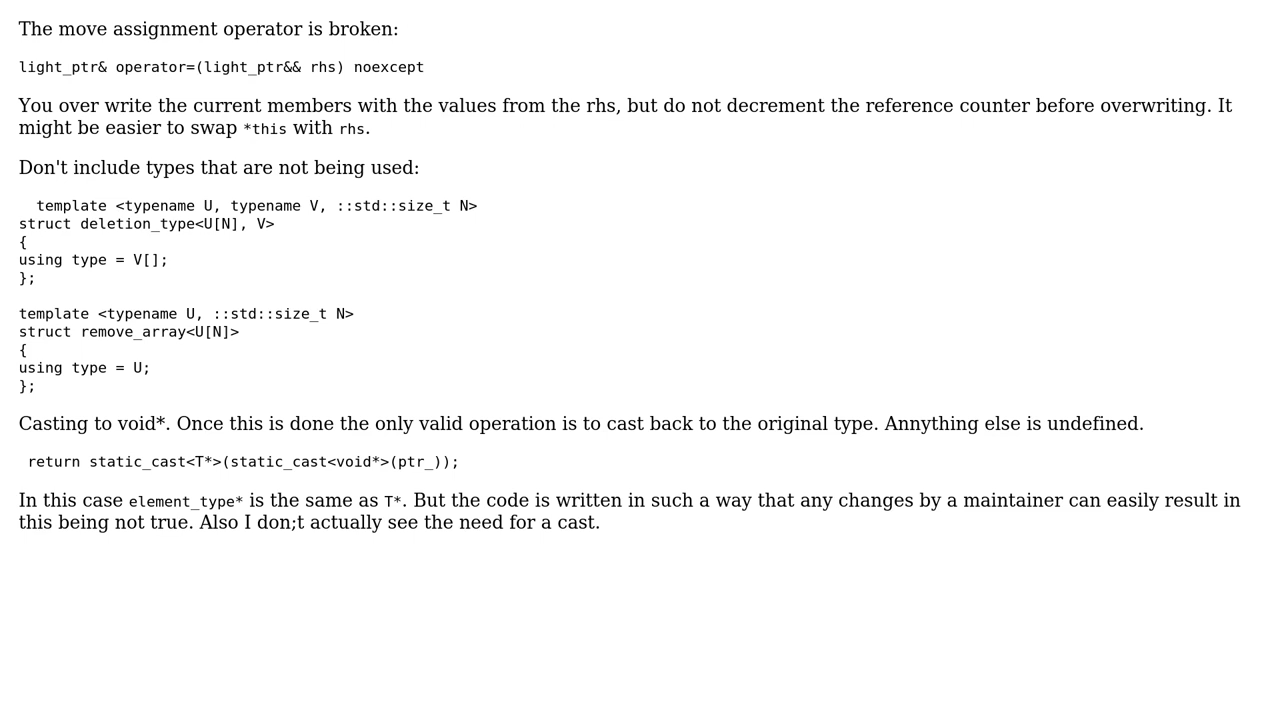 The move assignment operator is broken:
light_ptr& operator=(light_ptr&& rhs) noexcept
You over write the current members with the values from the rhs, but do not decrement the reference counter before overwriting. It
might be easier to swap *this with rhs.
Don't include types that are not being used:
template <typename U, typename V, ::std::size_t N>
struct deletion_type<U[N], V>
{
using type = V[];
};
template <typename U, ::std::size_t N>
struct remove_array<U[N]>
{
using type = U;
};
Casting to void*. Once this is done the only valid operation is to cast back to the original type. Annything else is undefined.
return static_cast<T*>(static_cast<void*>(ptr_));
In this case element_type* is the same as T*. But the code is written in such a way that any changes by a maintainer can easily result in
this being not true. Also I don;t actually see the need for a cast.